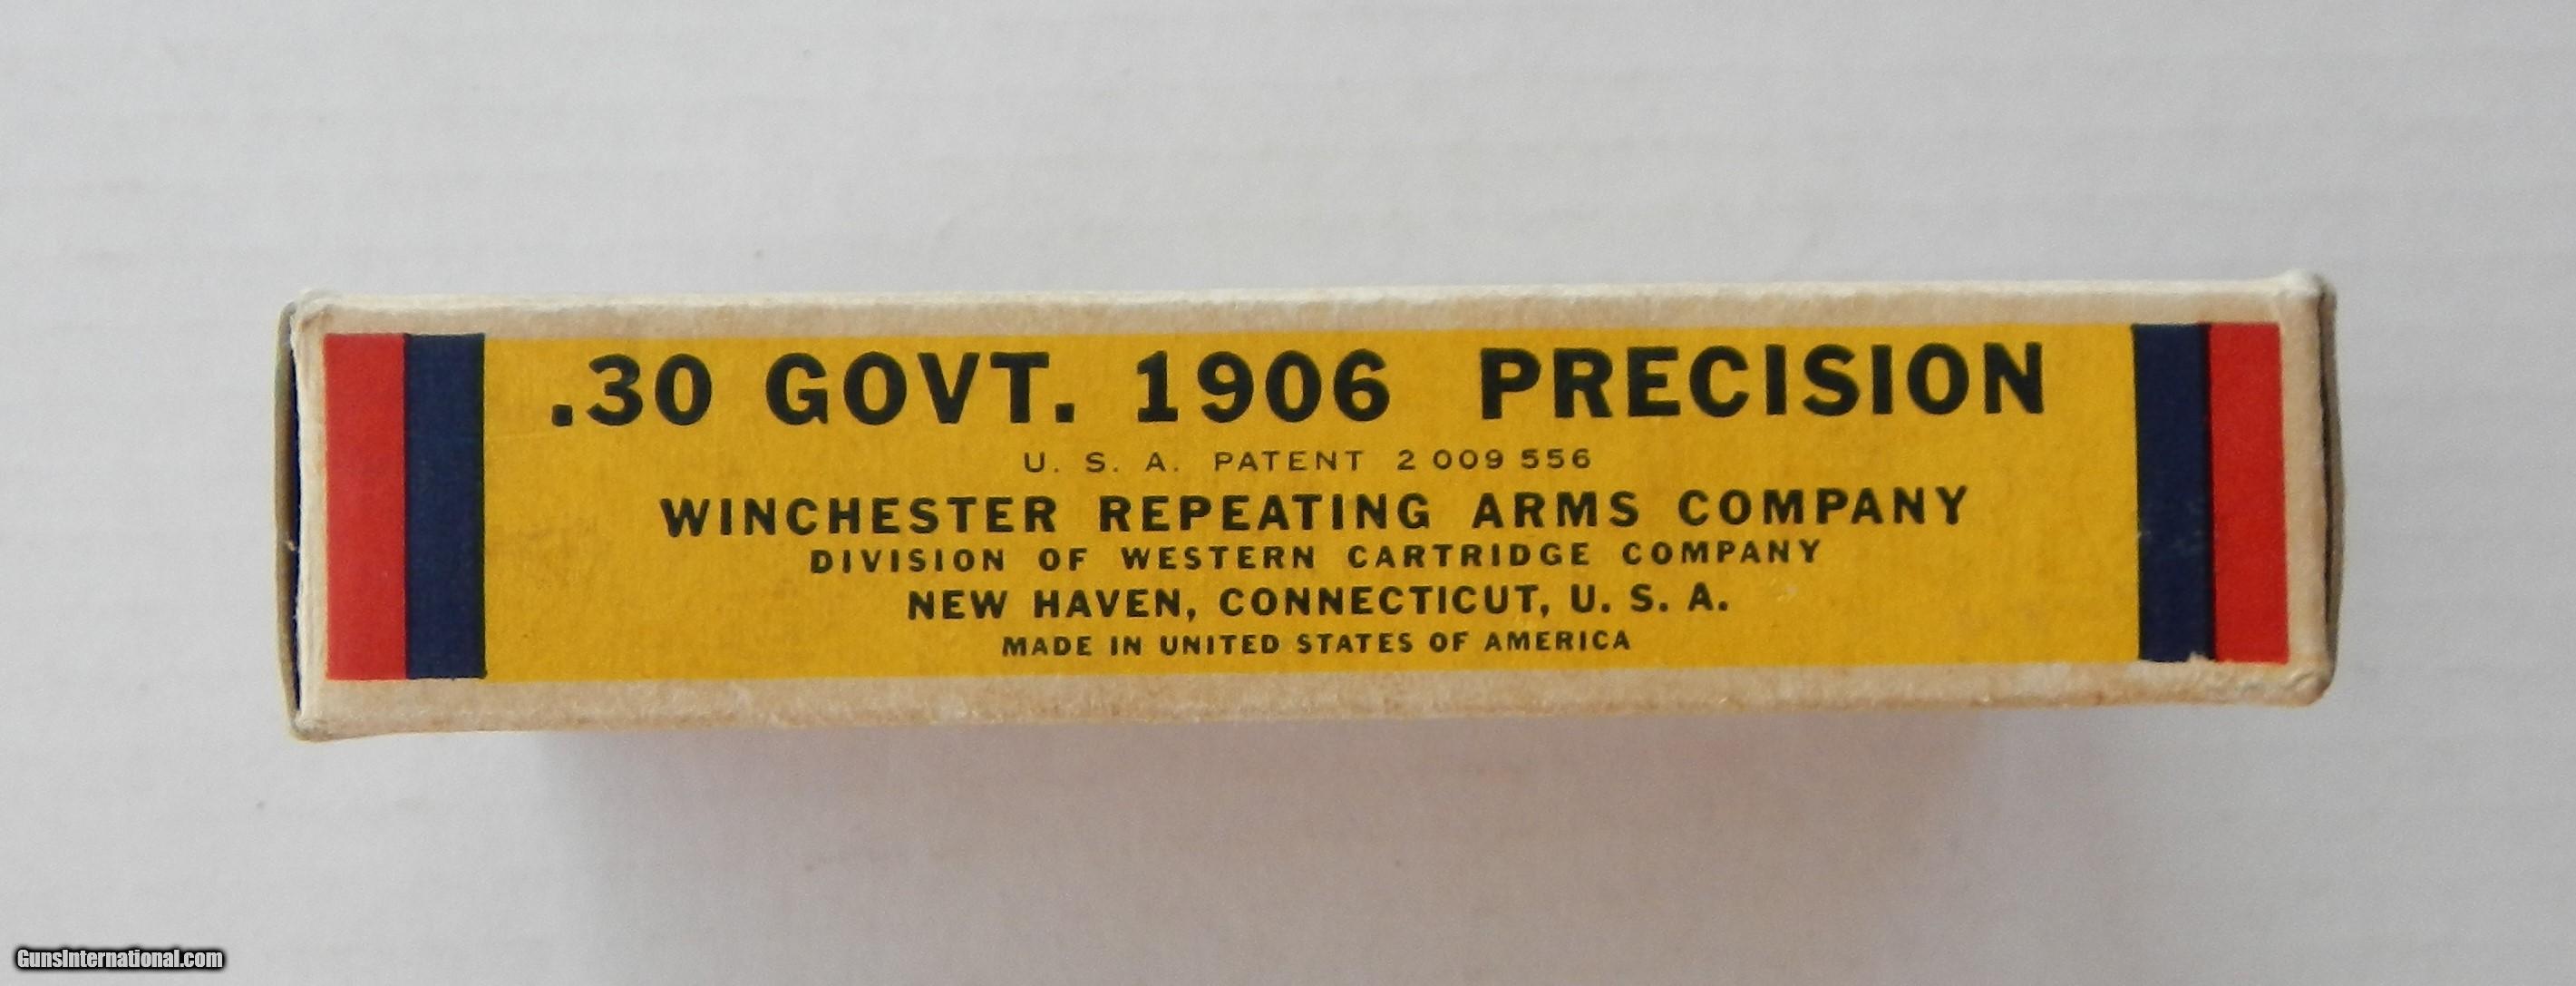 .30 GOVT. 1906 PRECISION
U. S. A. PATENT 2 009 556
WINCHESTER REPEATING ARMS COMPANY
DIVISION OF WESTERN CARTRIDGE COMPANY
NEW HAVEN, CONNECTICUT, U. S. A.
MADE IN UNITED STATES OF AMERICA
GunsInternational.com